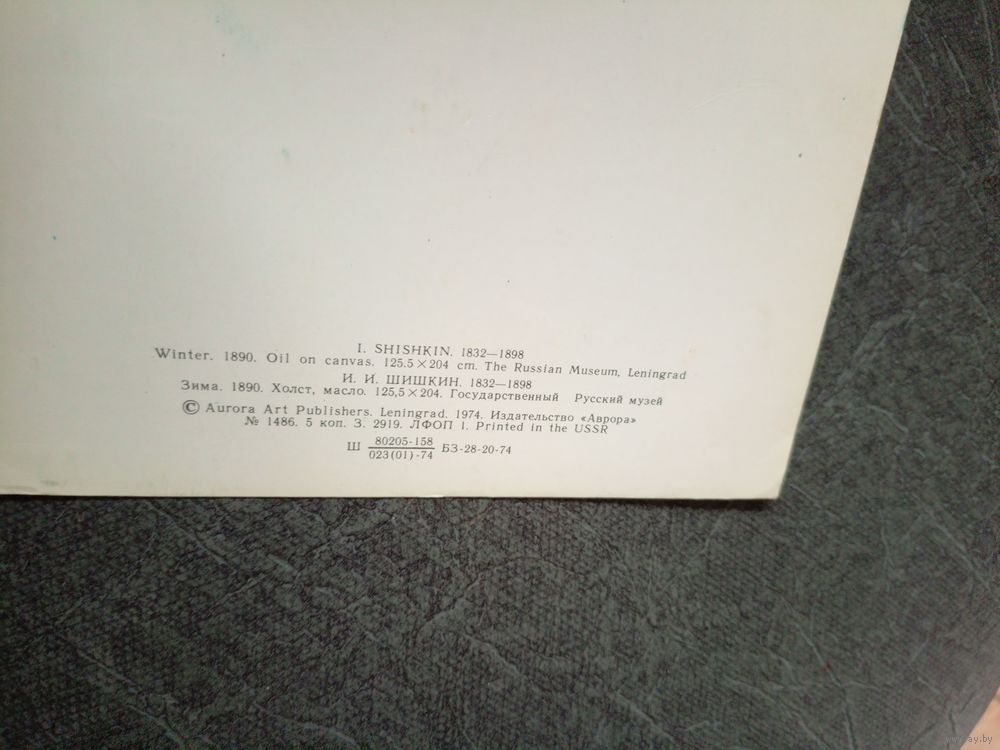 I. SHISHKIN. 1832—1898
Winter. 1890. Oil on canvas. 125.5×204 cm. The Russian Museum, Leningrad
И. И. ШИШКИН. 1832—1898
Зима. 1890. Холст, масло. 125,5×204. Государственный Русский музей
© Aurora Art Publishers. Leningrad. 1974. Издательство «Аврора»
№ 1486. 5 коп. З. 2919. ЛФОП 1. Printed in the USSR
Ш 80205-158
023(01)-74 БЗ-28-20-74